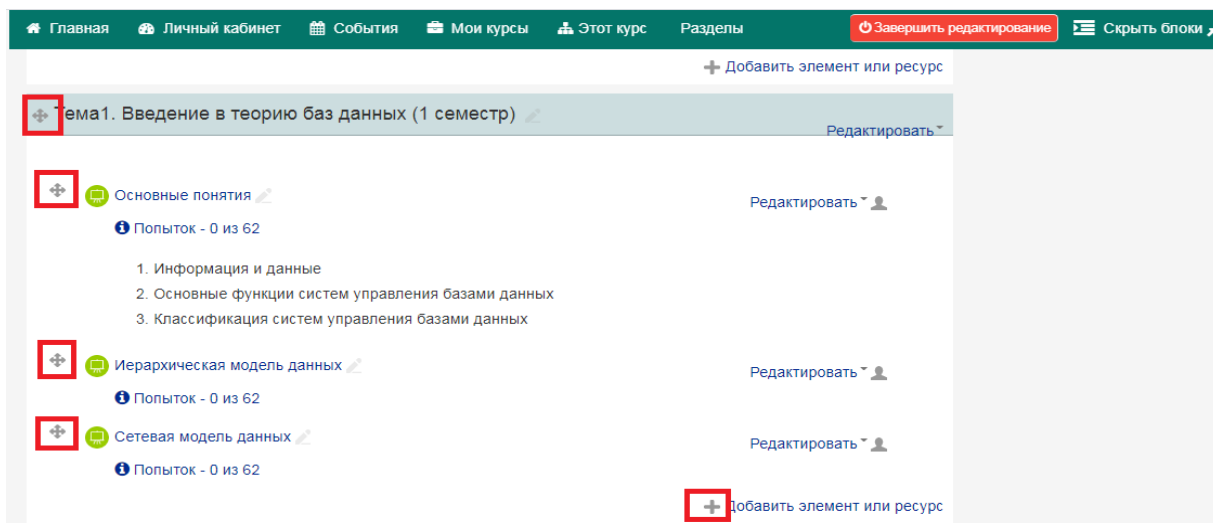 Главная Личный кабинет События Мои курсы Этот курс Разделы Завершить редактирование Скрыть блоки
Добавить элемент или ресурс
Тема1. Введение в теорию баз данных (1 семестр)
Редактировать
Основные понятия Редактировать
Попыток - 0 из 62
1. Информация и данные
2. Основные функции систем управления базами данных
3. Классификация систем управления базами данных
Иерархическая модель данных Редактировать
Попыток - 0 из 62
Сетевая модель данных Редактировать
Попыток - 0 из 62
Добавить элемент или ресурс